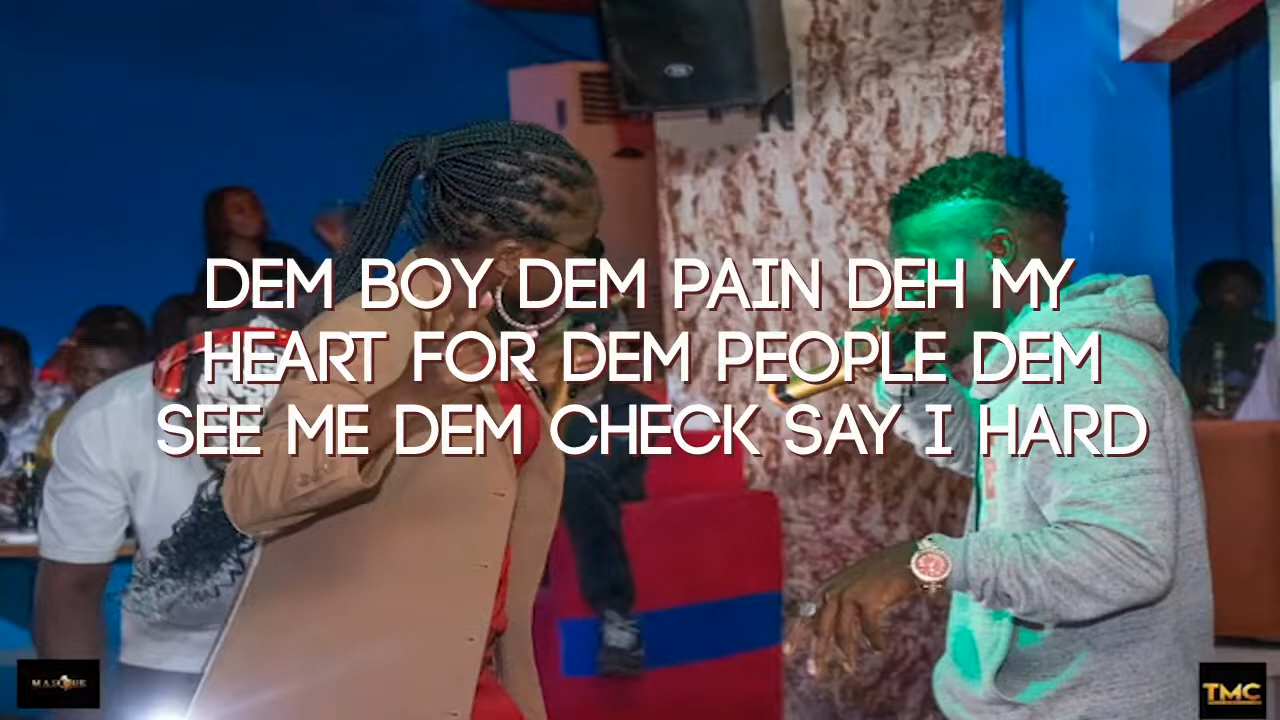 DEM BOY DEM PAIN DEH MY
HEART FOR DEM PEOPLE DEM
SEE ME DEM CHECK SAY I HARD
TMC